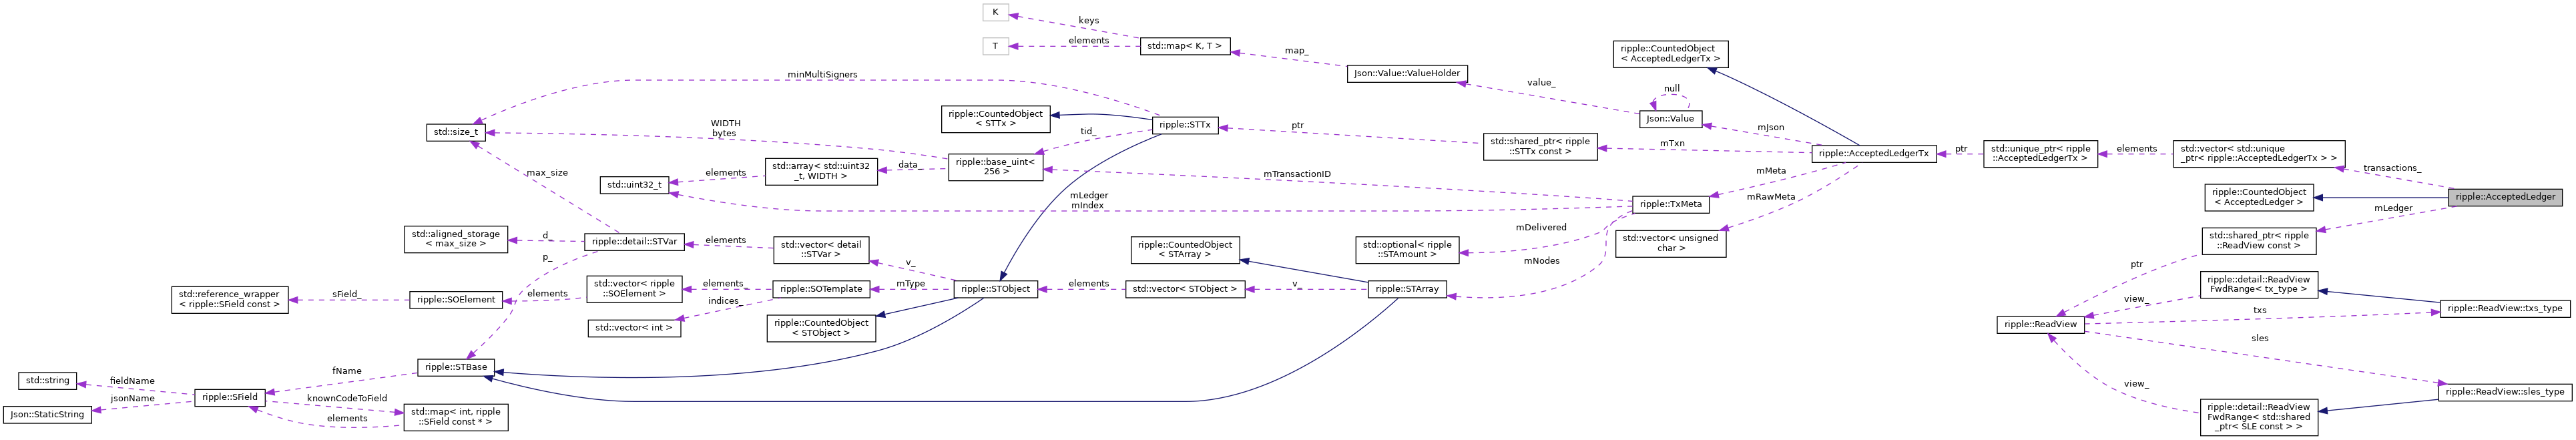 K
keys
T
elements
std::map< K, T >
map_
ripple::CountedObject
< AcceptedLedgerTx >
minMultiSigners
Json::Value::ValueHolder
value_
null
Json::Value
mJson
ripple::CountedObject
< STTx >
std::size_t
WIDTH
bytes
tid_
ripple::STTx
ptr
std::shared_ptr< ripple
::STTx const >
mTxn
ripple::AcceptedLedgerTx
ptr
std::unique_ptr< ripple
::AcceptedLedgerTx >
elements
std::vector< std::unique
_ptr< ripple::AcceptedLedgerTx > >
transactions_
max_size
std::uint32_t
elements
std::array< std::uint32
_t, WIDTH >
data_
ripple::base_uint<
256 >
mTransactionID
mMeta
mRawMeta
ripple::CountedObject
< AcceptedLedger >
ripple::AcceptedLedger
mLedger
mLedger
mIndex
ripple::TxMeta
std::aligned_storage
< max_size >
d_
ripple::detail::STVar
elements
std::vector< detail
::STVar >
v_
ripple::CountedObject
< STArray >
std::optional< ripple
::STAmount >
mDelivered
std::vector< unsigned
char >
std::shared_ptr< ripple
::ReadView const >
p_
mNodes
ptr
std::reference_wrapper
< ripple::SField const >
sField_
ripple::SOElement
elements
std::vector< ripple
::SOElement >
elements_
indices_
ripple::SOTemplate
mType
ripple::STObject
elements
std::vector< STObject >
v_
ripple::STArray
ripple::detail::ReadView
FwdRange< tx_type >
view_
std::vector< int >
ripple::CountedObject
< STObject >
ripple::ReadView
txs
ripple::ReadView::txs_type
sles
std::string
fieldName
jsonName
Json::StaticString
ripple::SField
fName
ripple::STBase
knownCodeToField
elements
std::map< int, ripple
::SField const * >
view_
ripple::detail::ReadView
FwdRange< std::shared
_ptr< SLE const > >
ripple::ReadView::sles_type